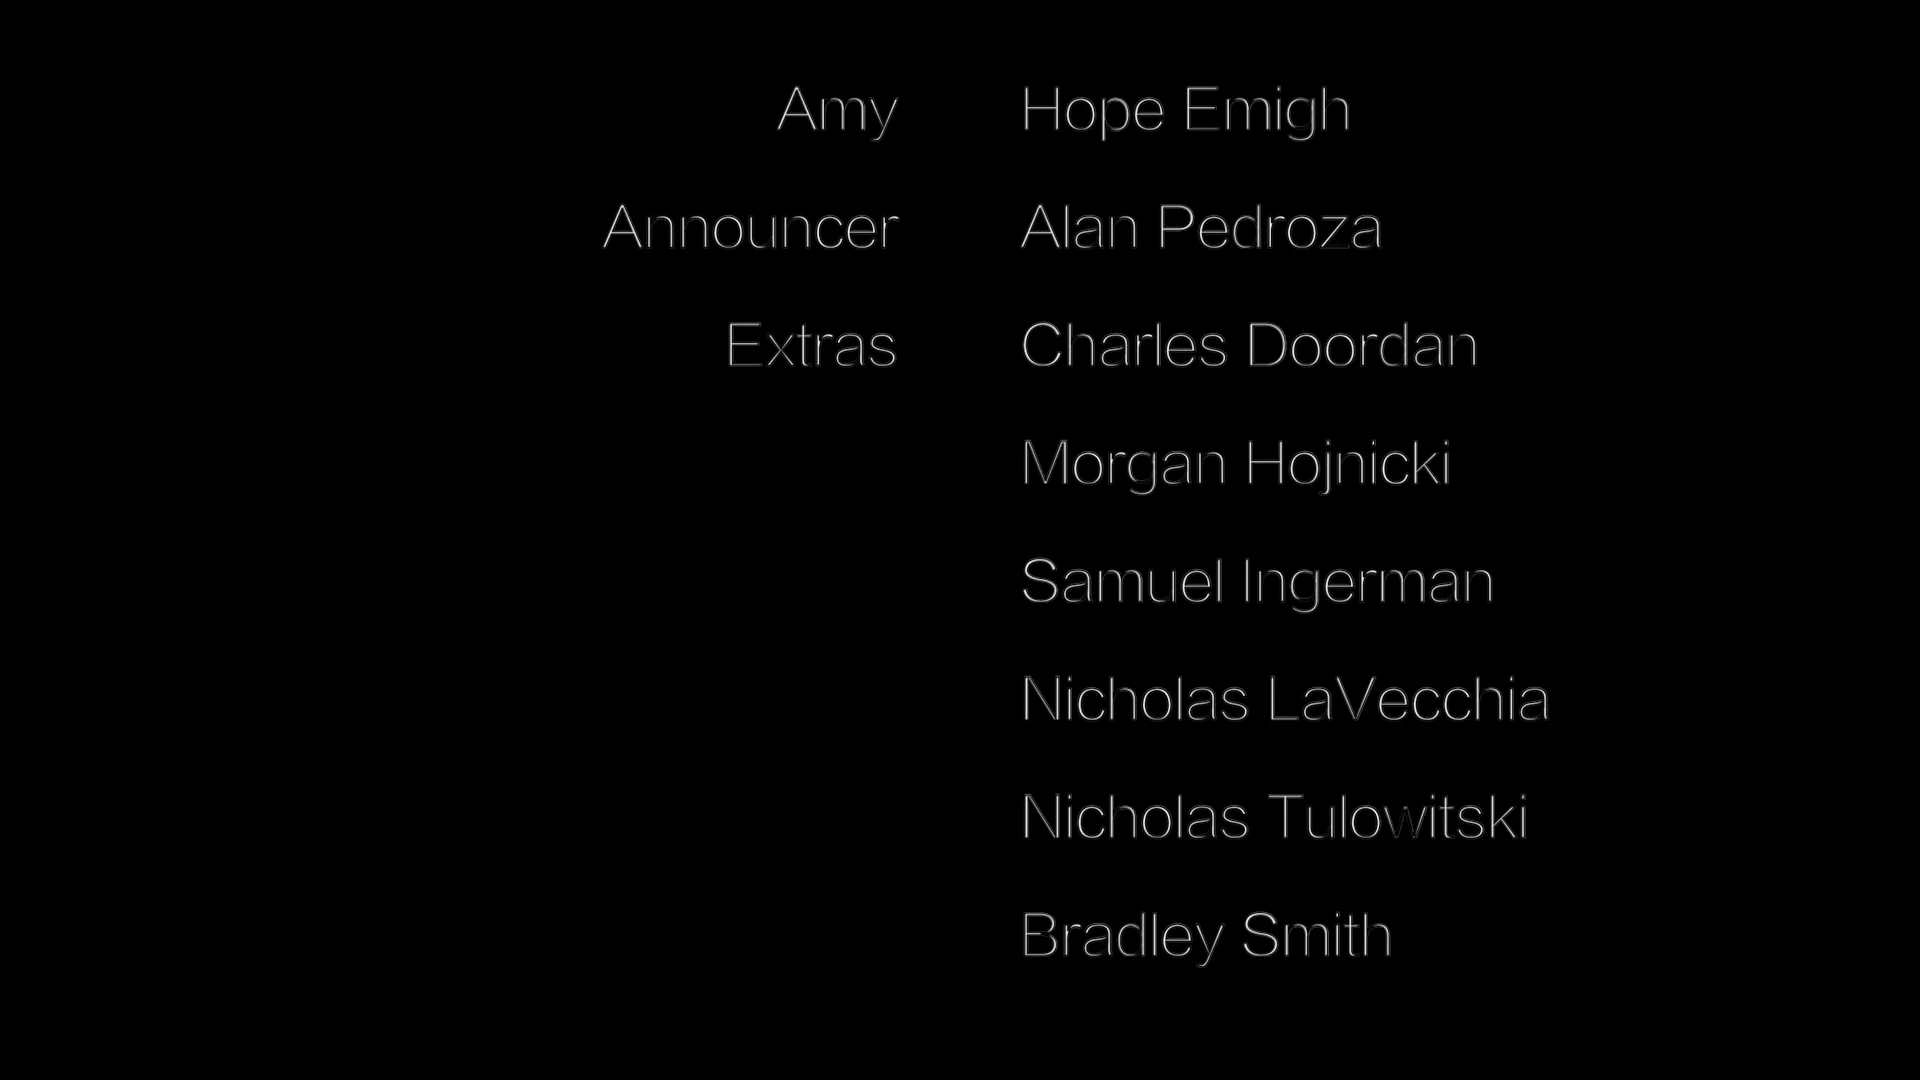 Amy Hope Emigh
Announcer Alan Pedroza
Extras Charles Doordan
Morgan Hojnicki
Samuel Ingerman
Nicholas LaVecchia
Nicholas Tulowitski
Bradley Smith